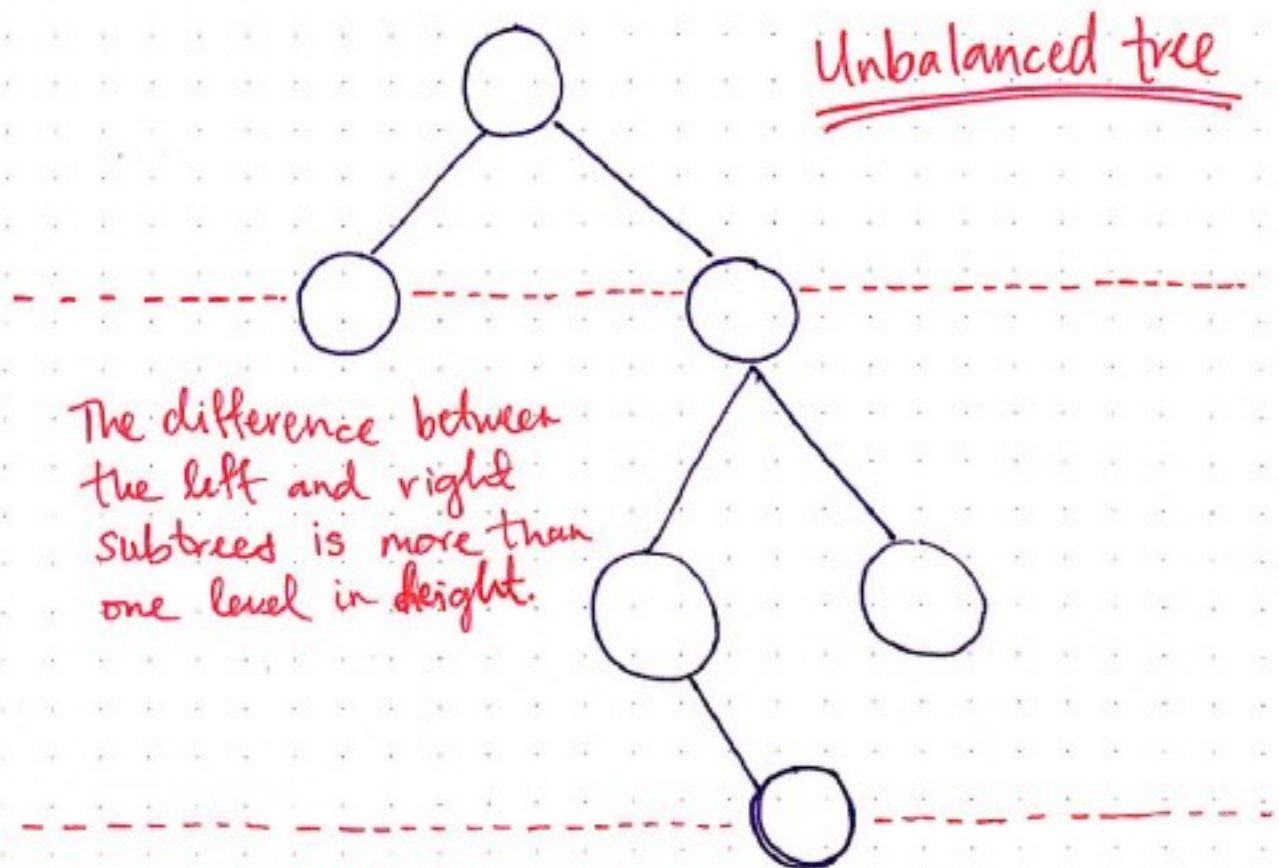 Unbalanced tree
The difference between
the left and right
subtrees is more than
one level in height.